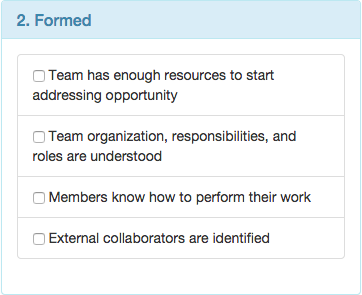 2. Formed
Team has enough resources to start
addressing opportunity
Team organization, responsibilities, and
roles are understood
Members know how to perform their work
External collaborators are identified